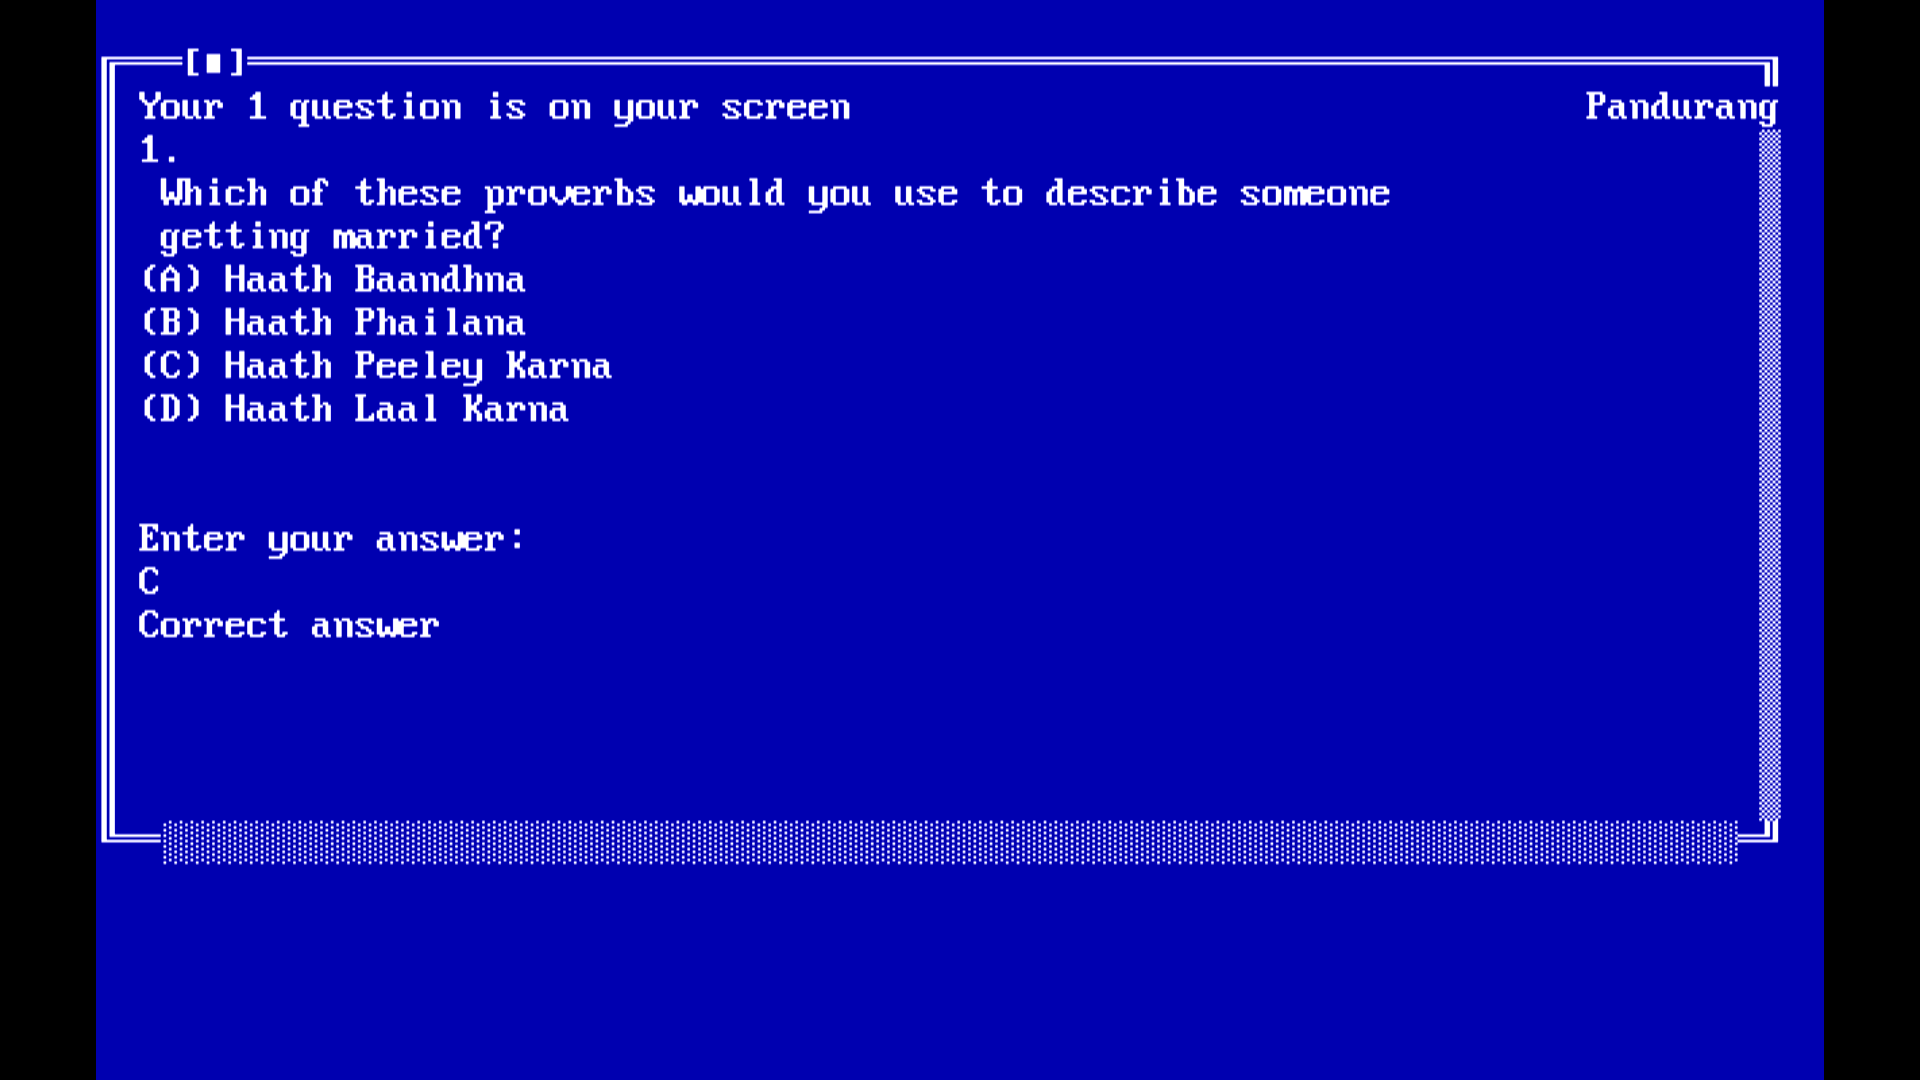 [■]
Your 1 question is on your screen Pandurang
1.
Which of these proverbs would you use to describe someone
getting married?
(A) Haath Baandhna
(B) Haath Phailana
(C) Haath Peeley Karna
(D) Haath Laal Karna
Enter your answer:
C
Correct answer